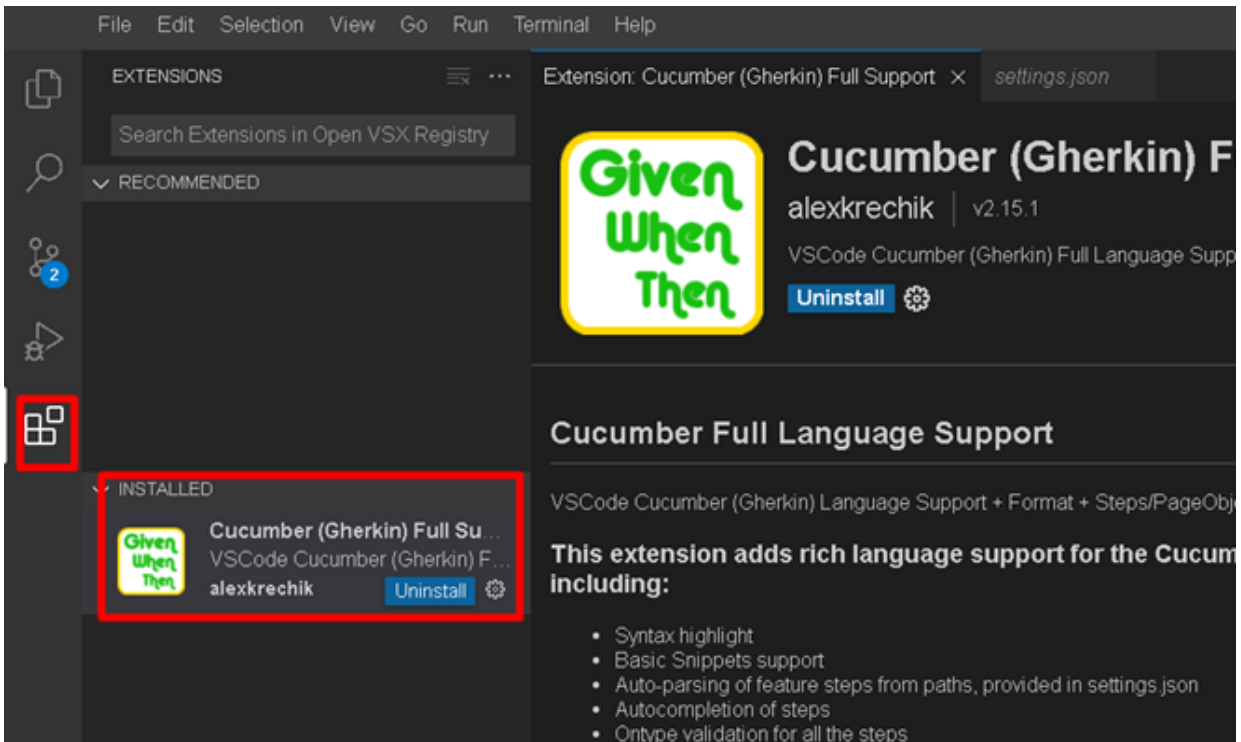 File Edit Selection View Go Run Terminal Help
EXTENSIONS
Search Extensions in Open VSX Registry
RECOMMENDED
2
INSTALLED
Given
When
Then
Cucumber (Gherkin) Full Su...
VSCode Cucumber (Gherkin) F...
alexkrechik Uninstall
Extension: Cucumber (Gherkin) Full Support settings.json
Given
When
Then
Cucumber (Gherkin) F
alexkrechik v2.15.1
VSCode Cucumber (Gherkin) Full Language Supp
Uninstall
Cucumber Full Language Support
VSCode Cucumber (Gherkin) Language Support + Format + Steps/PageObj
This extension adds rich language support for the Cucum
including:
• Syntax highlight
• Basic Snippets support
• Auto-parsing of feature steps from paths, provided in settings.json
• Autocompletion of steps
• Ontype validation for all the steps